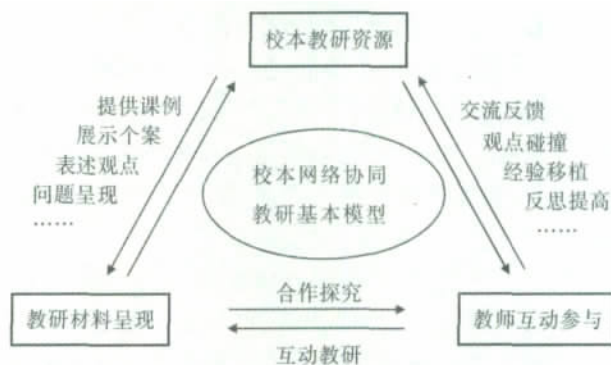 校本教研资源
提供课例
展示个案
表述观点
问题呈现
……
交流反馈
观点碰撞
经验移植
反思提高
……
校本网络协同
教研基本模型
教研材料呈现
合作探究
互动教研
教师互动参与